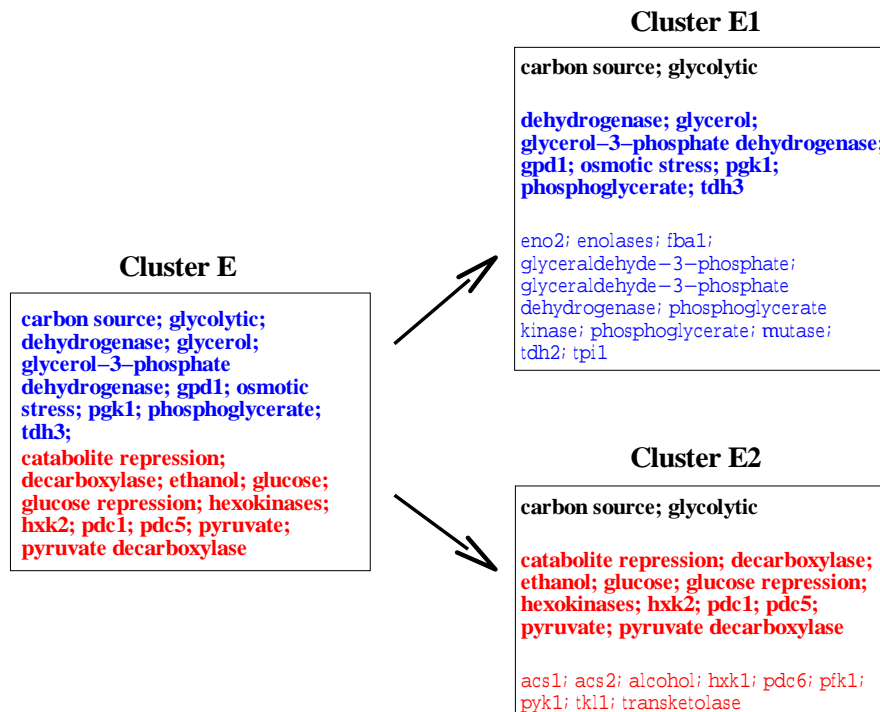 Cluster E
carbon source; glycolytic;
dehydrogenase; glycerol;
glycerol−3−phosphate
dehydrogenase; gpd1; osmotic
stress; pgk1; phosphoglycerate;
tdh3;
catabolite repression;
decarboxylase; ethanol; glucose;
glucose repression; hexokinases;
hxk2; pdc1; pdc5; pyruvate;
pyruvate decarboxylase
Cluster E1
carbon source; glycolytic
dehydrogenase; glycerol;
glycerol−3−phosphate dehydrogenase;
gpd1; osmotic stress; pgk1;
phosphoglycerate; tdh3
eno2; enolases; fba1;
glyceraldehyde−3−phosphate;
glyceraldehyde−3−phosphate
dehydrogenase; phosphoglycerate
kinase; phosphoglycerate; mutase;
tdh2; tpi1
Cluster E2
carbon source; glycolytic
catabolite repression; decarboxylase;
ethanol; glucose; glucose repression;
hexokinases; hxk2; pdc1; pdc5;
pyruvate; pyruvate decarboxylase
acs1; acs2; alcohol; hxk1; pdc6; pfk1;
pyk1; tkl1; transketolase